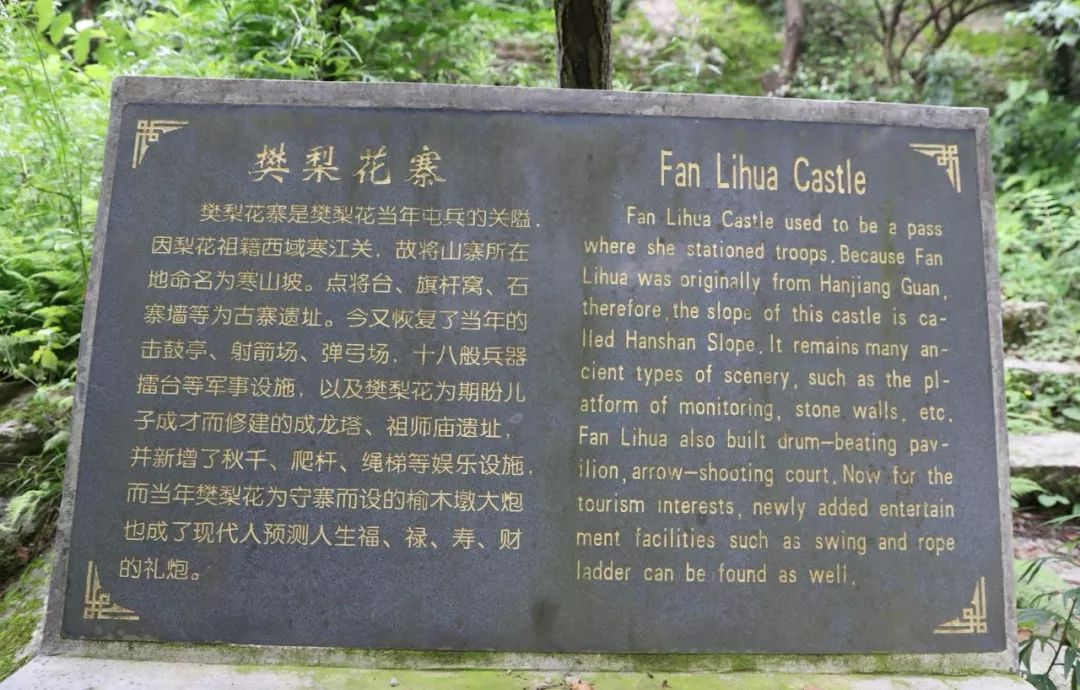 樊梨花寨
樊梨花寨是樊梨花当年屯兵的关隘.
因梨花祖籍西域寒江关，故将山寨所在
地命名为寒山坡。点将台、旗杆窝、石
寨墙等为古寨遗址。今又恢复了当年的
击鼓亭、射箭场、弹弓场，十八般兵器
擂台等军事设施，以及樊梨花为期盼儿
子成才而修建的成龙塔、祖师庙遗址，
并新增了秋千、爬杆、绳梯等娱乐设施.
而当年樊梨花为守寨而设的榆木墩大炮
也成了现代人预测人生福、禄、寿、财
的礼炮。
Fan Lihua Castle
Fan Lihua Castle used to be a pass
where she stationed troops. Because Fan
Lihua was originally from Hanjiang Guan,
therefore, the slope of this castle is ca-
lled Hanshan Slope. It remains many an-
cient types of scenery, such as the pl-
atform of monitoring, stone walls, etc.
Fan Lihua also built drum-beating pav-
ilion, arrow-shooting court. Now for the
tourism interests, newly added entertain
ment facilities such as swing and rope
ladder can be found as well.